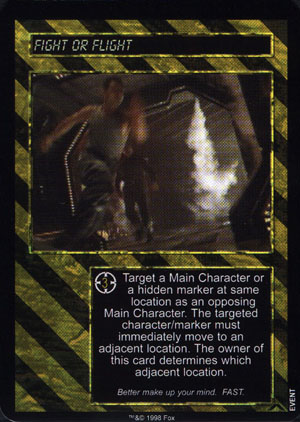 FIGHT OR FLIGHT
3
Target a Main Character or
a hidden marker at same
location as an opposing
Main Character. The targeted
character/marker must
immediately move to an
adjacent location. The owner of
this card determines which
adjacent location.
Better make up your mind.  FAST.
EVENT
™&© 1998 Fox